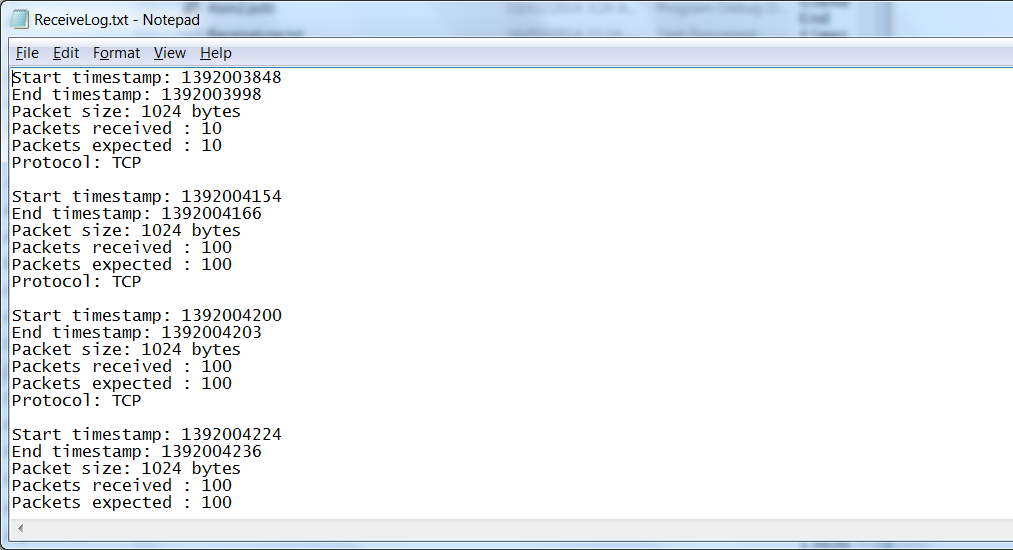 ReceiveLog.txt - Notepad
File Edit Format View Help
Start timestamp: 1392003848
End timestamp: 1392003998
Packet size: 1024 bytes
Packets received : 10
Packets expected : 10
Protocol: TCP
Start timestamp: 1392004154
End timestamp: 1392004166
Packet size: 1024 bytes
Packets received : 100
Packets expected : 100
Protocol: TCP
Start timestamp: 1392004200
End timestamp: 1392004203
Packet size: 1024 bytes
Packets received : 100
Packets expected : 100
Protocol: TCP
Start timestamp: 1392004224
End timestamp: 1392004236
Packet size: 1024 bytes
Packets received : 100
Packets expected : 100